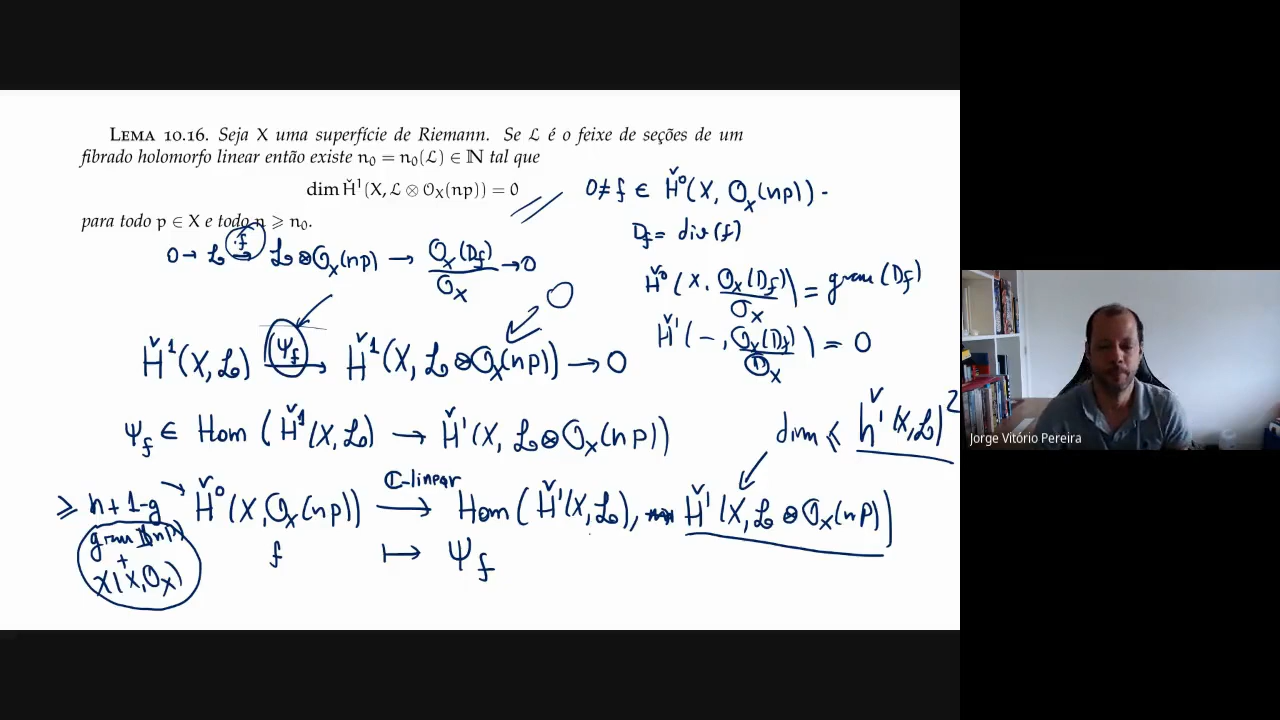 LEMA 10.16. Seja X uma superfície de Riemann. Se ℒ é o feixe de seções de um
fibrado holomorfo linear então existe n₀ = n₀(ℒ) ∈ ℕ tal que
dim Ȟ¹(X, ℒ ⊗ 𝒪_X(np)) = 0
para todo p ∈ X e todo n ⩾ n₀.
0 ≠ f ∈ Ȟ⁰(X, 𝒪_X(np)) -
D_f = div(f)
0 → ℒ →^{·f} ℒ ⊗ 𝒪_X(np) → 𝒪_X(D_f)/𝒪_X → 0
Ȟ⁰(X, 𝒪_X(D_f)/𝒪_X) = grau(D_f)
0
Ȟ¹(-, 𝒪_X(D_f)/𝒪_X) = 0
Ȟ¹(X, ℒ) →^{Ψ_f} Ȟ¹(X, ℒ ⊗ 𝒪_X(np)) → 0
Ψ_f ∈ Hom(Ȟ¹(X, ℒ) → Ȟ¹(X, ℒ ⊗ 𝒪_X(np))
dim ⩽ ȟ¹(X, ℒ)²
⩾ n+1-g → Ȟ⁰(X, 𝒪_X(np)) →^{ℂ-linear} Hom(Ȟ¹(X, ℒ), Ȟ¹(X, ℒ ⊗ 𝒪_X(np))
+
χ(X, 𝒪_X)
f ↦ Ψ_f
Jorge Vitório Pereira